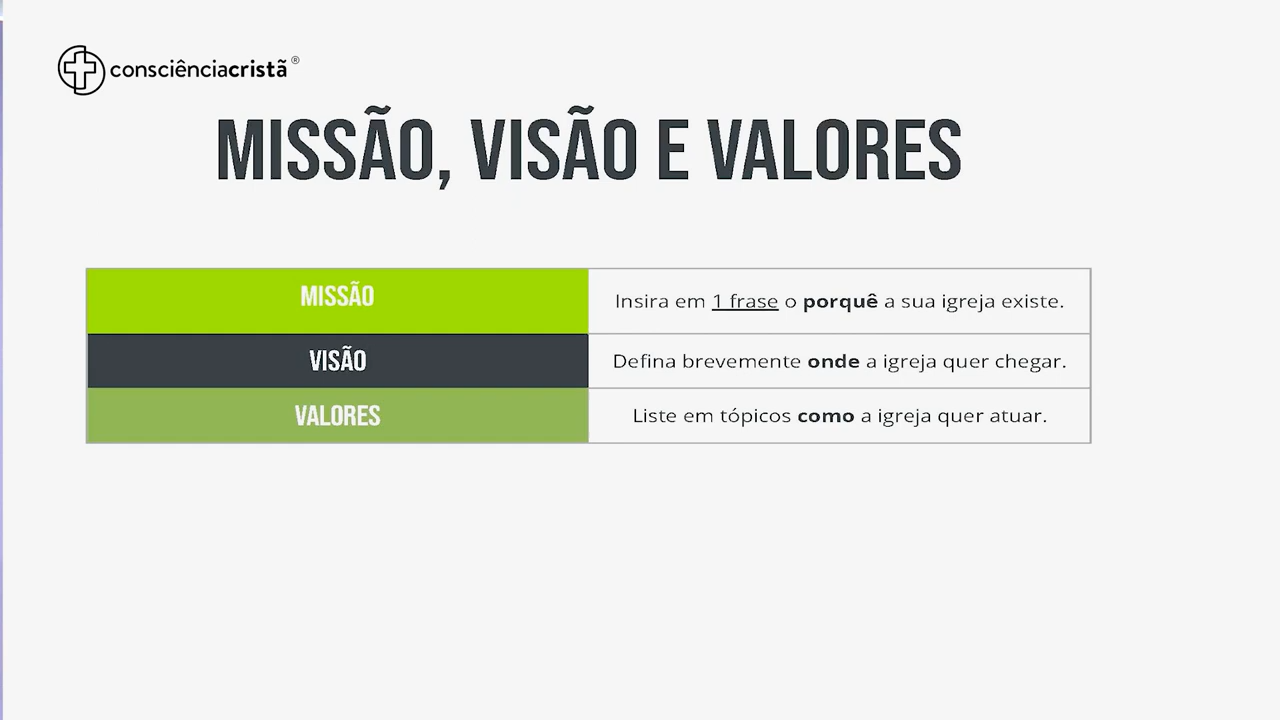 consciênciacristã®
MISSÃO, VISÃO E VALORES
MISSÃO
Insira em 1 frase o porquê a sua igreja existe.
VISÃO
Defina brevemente onde a igreja quer chegar.
VALORES
Liste em tópicos como a igreja quer atuar.